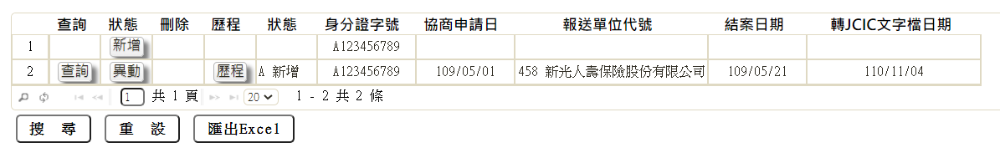 查詢 狀態 刪除 歷程 狀態 身分證字號 協商申請日 報送單位代號 結案日期 轉JCIC文字檔日期
1 新增 A123456789
2 查詢 異動 歷程 A 新增 A123456789 109/05/01 458 新光人壽保險股份有限公司 109/05/21 110/11/04
1 共 1 頁 20 1 - 2 共 2 條
搜 尋 重 設 匯出Excel